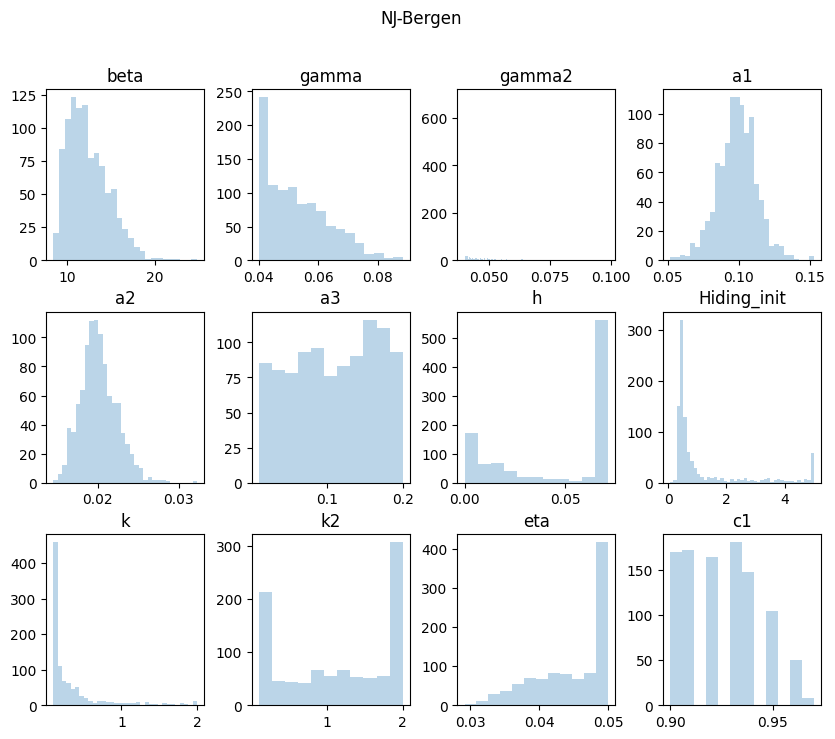 NJ-Bergen
beta gamma gamma2 a1
125 100 75 50 25 0
10 20
250 200 150 100 50 0
0.04 0.06 0.08
600 400 200 0
0.050 0.075 0.100
100 80 60 40 20 0
0.05 0.10 0.15
a2 a3 h Hiding_init
100 80 60 40 20 0
0.02 0.03
100 75 50 25 0
0.1 0.2
500 400 300 200 100 0
0.00 0.05
300 200 100 0
0 2 4
k k2 eta c1
400 300 200 100 0
1 2
300 200 100 0
1 2
400 300 200 100 0
0.03 0.04 0.05
150 100 50 0
0.90 0.95